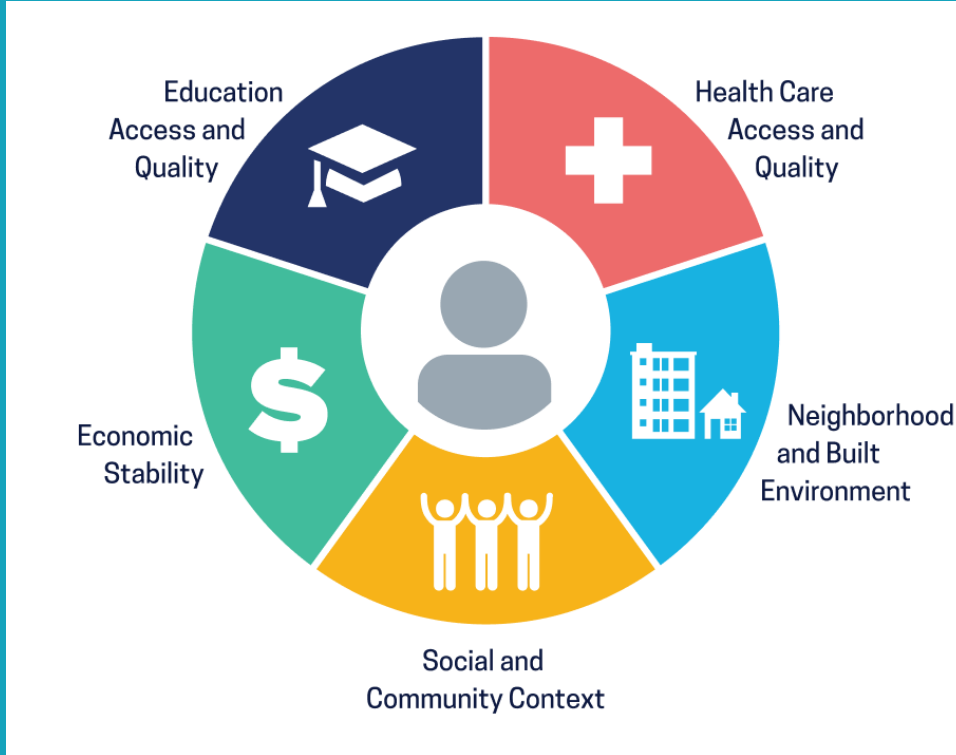 Education
Access and
Quality
Health Care
Access and
Quality
Economic
Stability
Neighborhood
and Built
Environment
Social and
Community Context